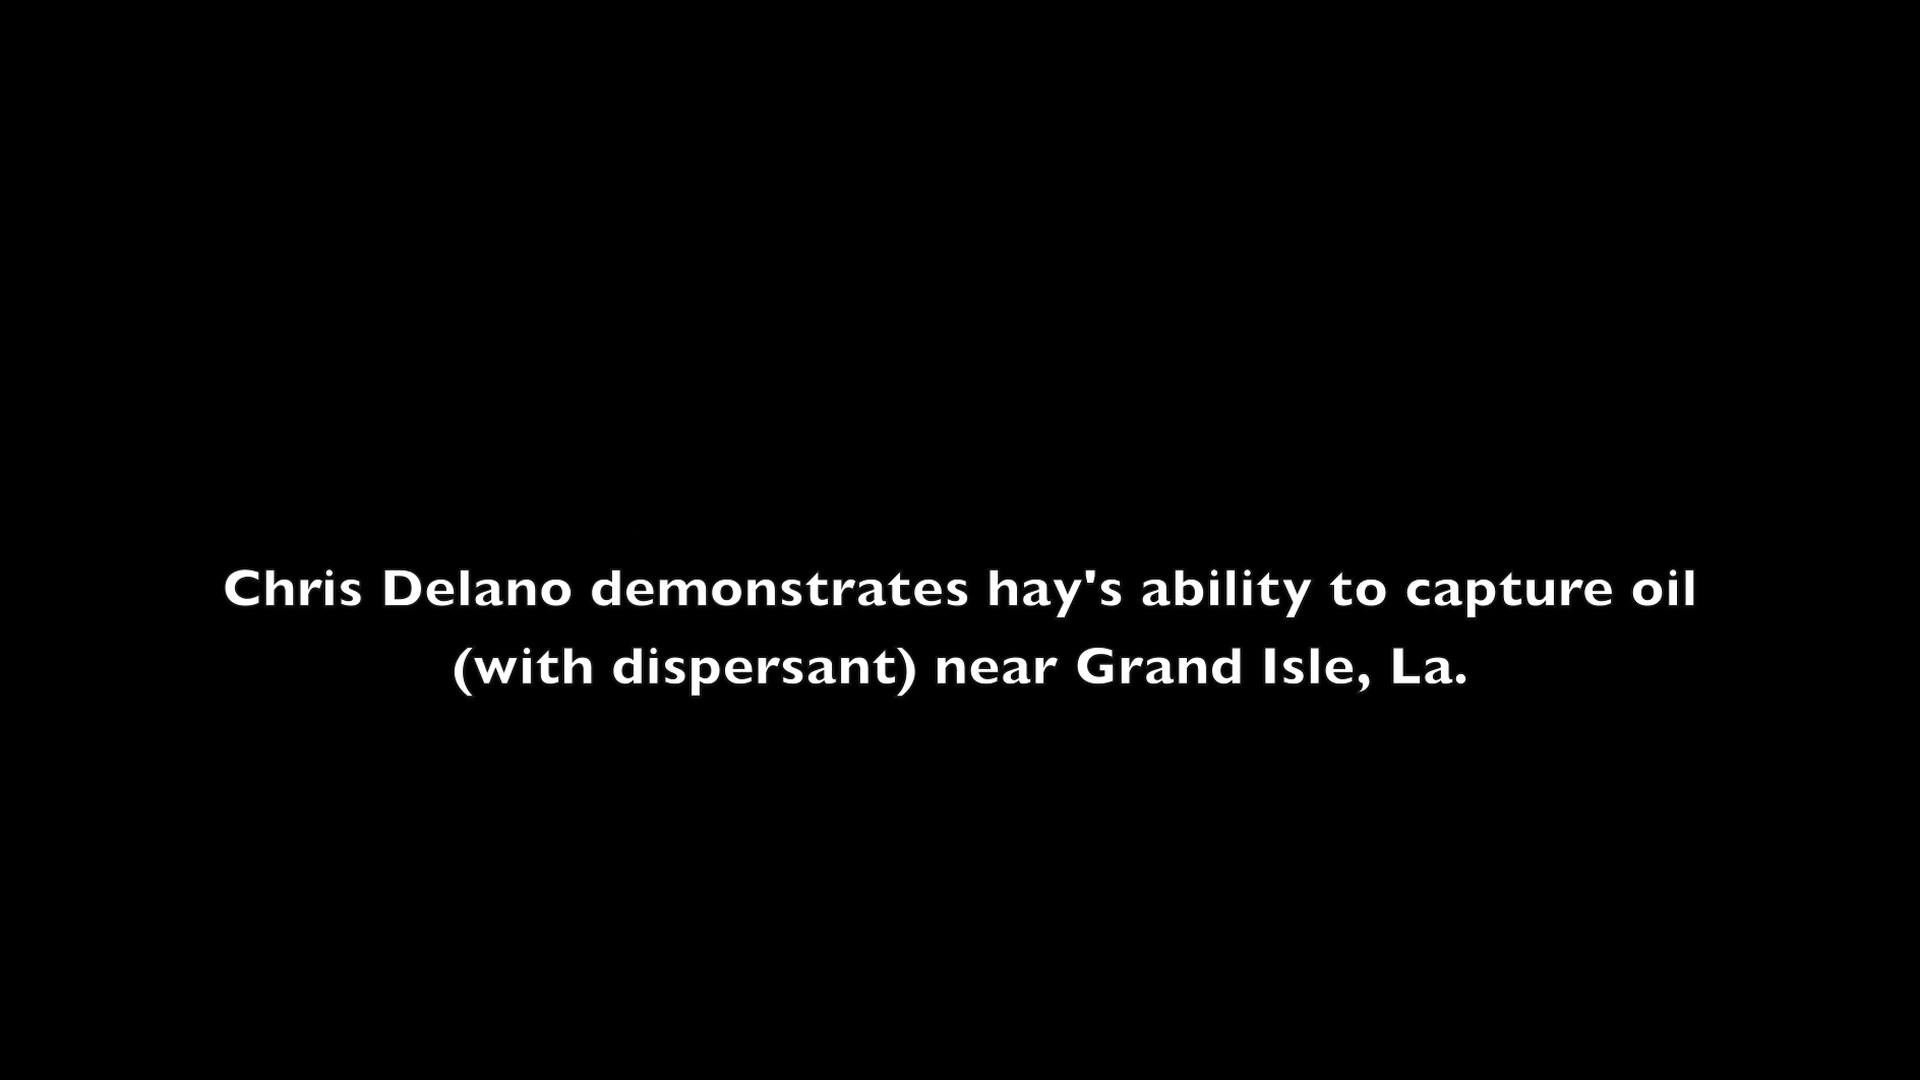 Chris Delano demonstrates hay's ability to capture oil
(with dispersant) near Grand Isle, La.